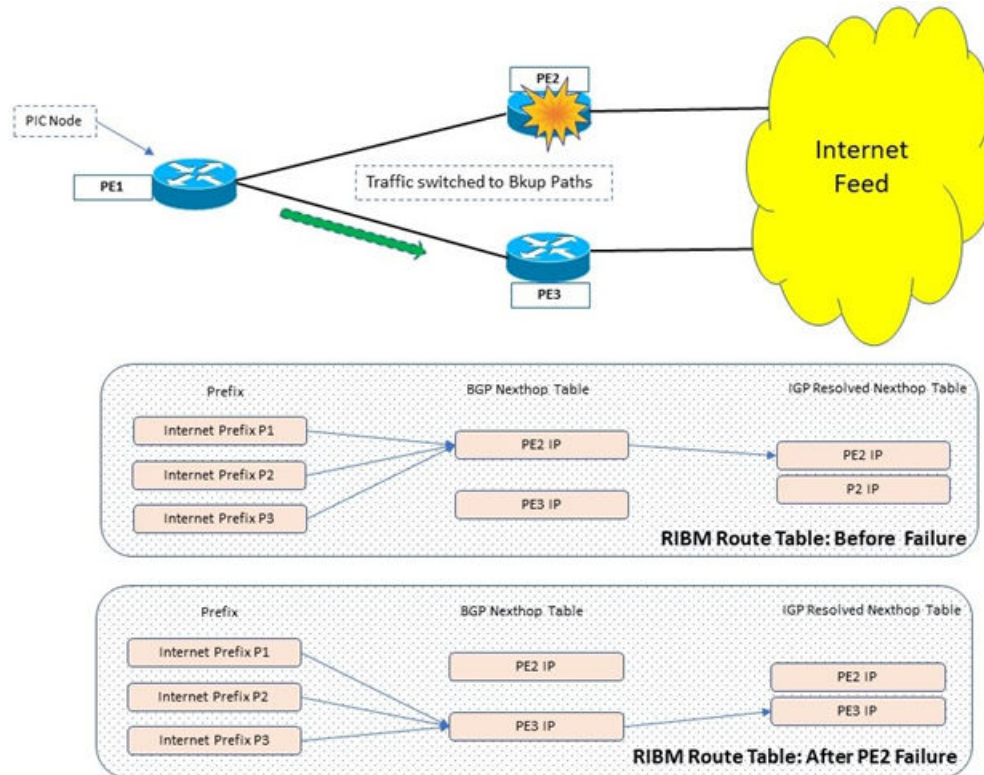 PE2
PIC Node
PE1
Traffic switched to Bkup Paths
Internet
Feed
PE3
Prefix
BGP Nexthop Table
IGP Resolved Nexthop Table
Internet Prefix P1
PE2 IP
PE2 IP
Internet Prefix P2
P2 IP
PE3 IP
Internet Prefix P3
RIBM Route Table: Before Failure
Prefix
BGP Nexthop Table
IGP Resolved Nexthop Table
Internet Prefix P1
PE2 IP
PE2 IP
Internet Prefix P2
PE3 IP
PE3 IP
Internet Prefix P3
RIBM Route Table: After PE2 Failure